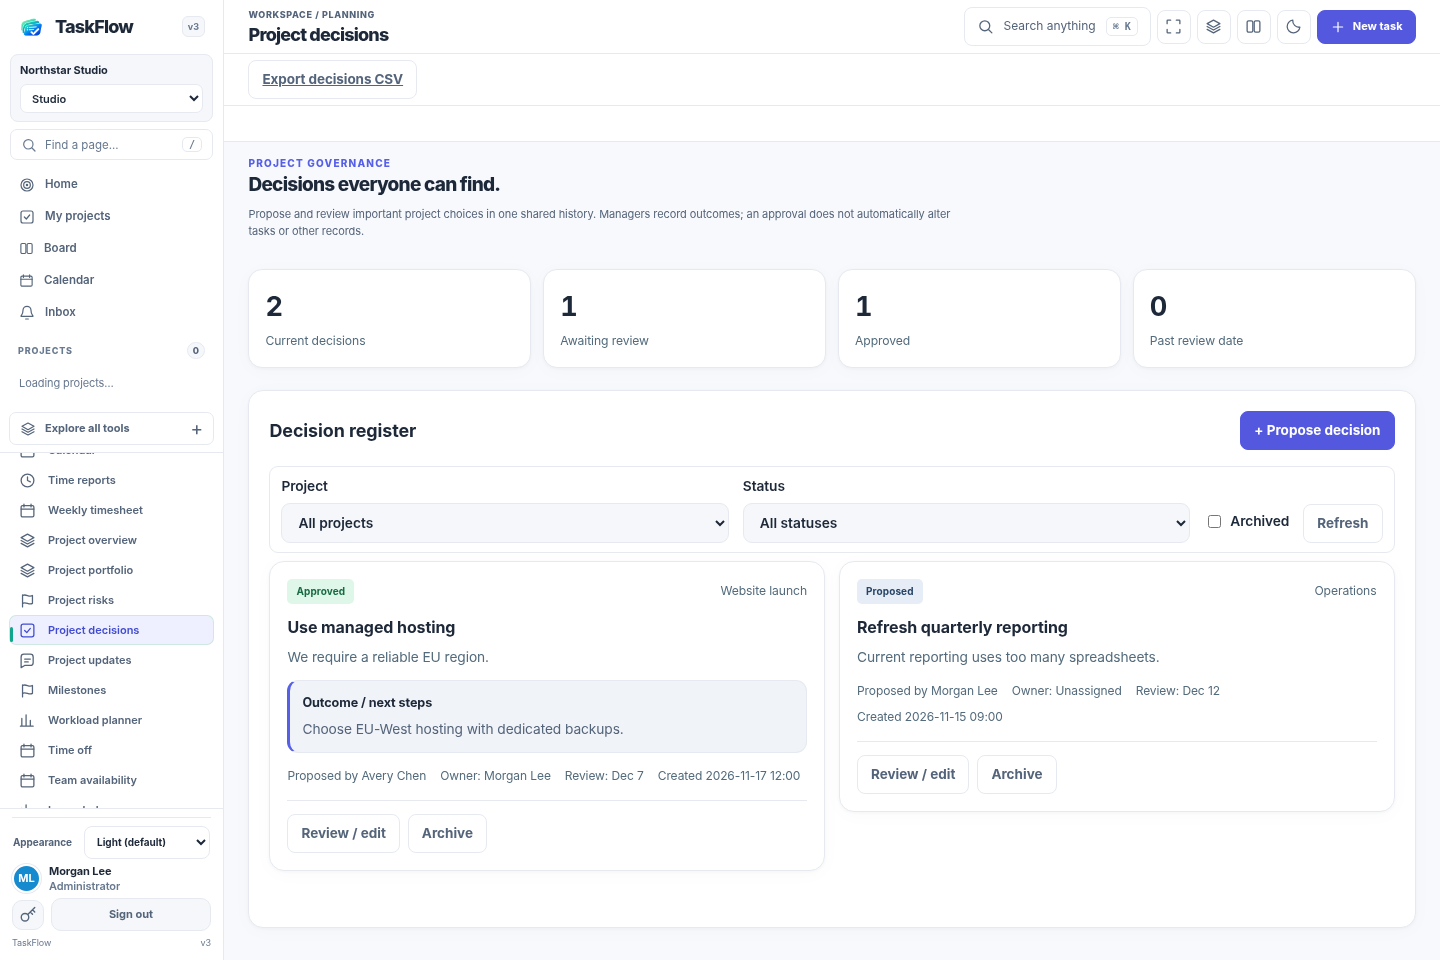 TaskFlow
v3
Northstar Studio
Studio
Find a page...
/
Home
My projects
Board
Calendar
Inbox
PROJECTS
0
Loading projects...
Explore all tools
+
Time reports
Weekly timesheet
Project overview
Project portfolio
Project risks
Project decisions
Project updates
Milestones
Workload planner
Time off
Team availability
Appearance
Light (default)
ML
Morgan Lee
Administrator
Sign out
TaskFlow
v3
WORKSPACE / PLANNING
Project decisions
Search anything
⌘ K
+ New task
Export decisions CSV
PROJECT GOVERNANCE
Decisions everyone can find.
Propose and review important project choices in one shared history. Managers record outcomes; an approval does not automatically alter
tasks or other records.
2
Current decisions
1
Awaiting review
1
Approved
0
Past review date
Decision register
+ Propose decision
Project
All projects
Status
All statuses
Archived
Refresh
Approved
Website launch
Use managed hosting
We require a reliable EU region.
Outcome / next steps
Choose EU-West hosting with dedicated backups.
Proposed by Avery Chen
Owner: Morgan Lee
Review: Dec 7
Created 2026-11-17 12:00
Review / edit
Archive
Proposed
Operations
Refresh quarterly reporting
Current reporting uses too many spreadsheets.
Proposed by Morgan Lee
Owner: Unassigned
Review: Dec 12
Created 2026-11-15 09:00
Review / edit
Archive